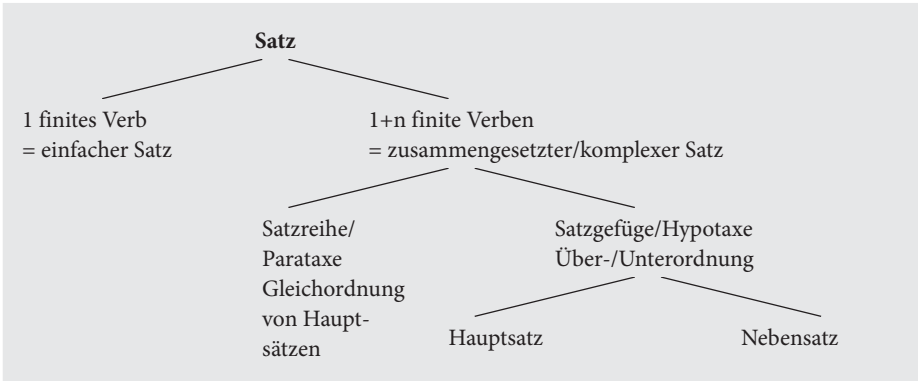 Satz
1 finites Verb
= einfacher Satz
1+n finite Verben
= zusammengesetzter/komplexer Satz
Satzreihe/
Parataxe
Gleichordnung
von Haupt-
sätzen
Satzgefüge/Hypotaxe
Über-/Unterordnung
Hauptsatz
Nebensatz